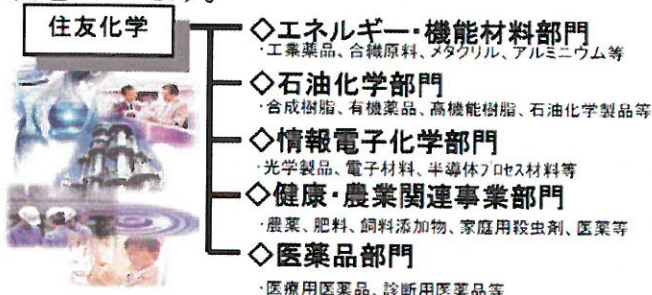 住友化学
◇エネルギー・機能材料部門
・工業薬品、合繊原料、メタクリル、アルミニウム等
◇石油化学部門
・合成樹脂、有機薬品、高機能樹脂、石油化学製品等
◇情報電子化学部門
・光学製品、電子材料、半導体プロセス材料等
◇健康・農業関連事業部門
・農薬、肥料、飼料添加物、家庭用殺虫剤、医薬等
◇医薬品部門
・医療用医薬品、診断用医薬品等